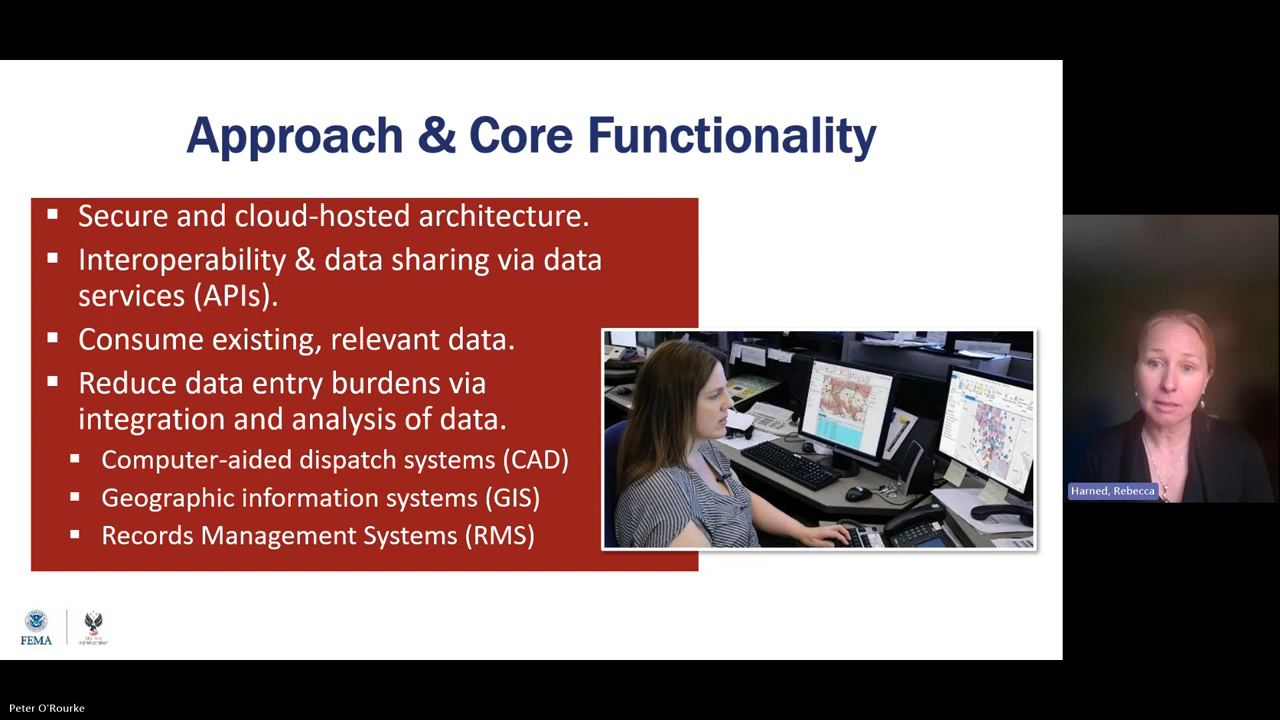 Approach & Core Functionality
▪ Secure and cloud-hosted architecture.
▪ Interoperability & data sharing via data
services (APIs).
▪ Consume existing, relevant data.
▪ Reduce data entry burdens via
integration and analysis of data.
▪ Computer-aided dispatch systems (CAD)
▪ Geographic information systems (GIS)
▪ Records Management Systems (RMS)
FEMA
Harned, Rebecca
Peter O'Rourke